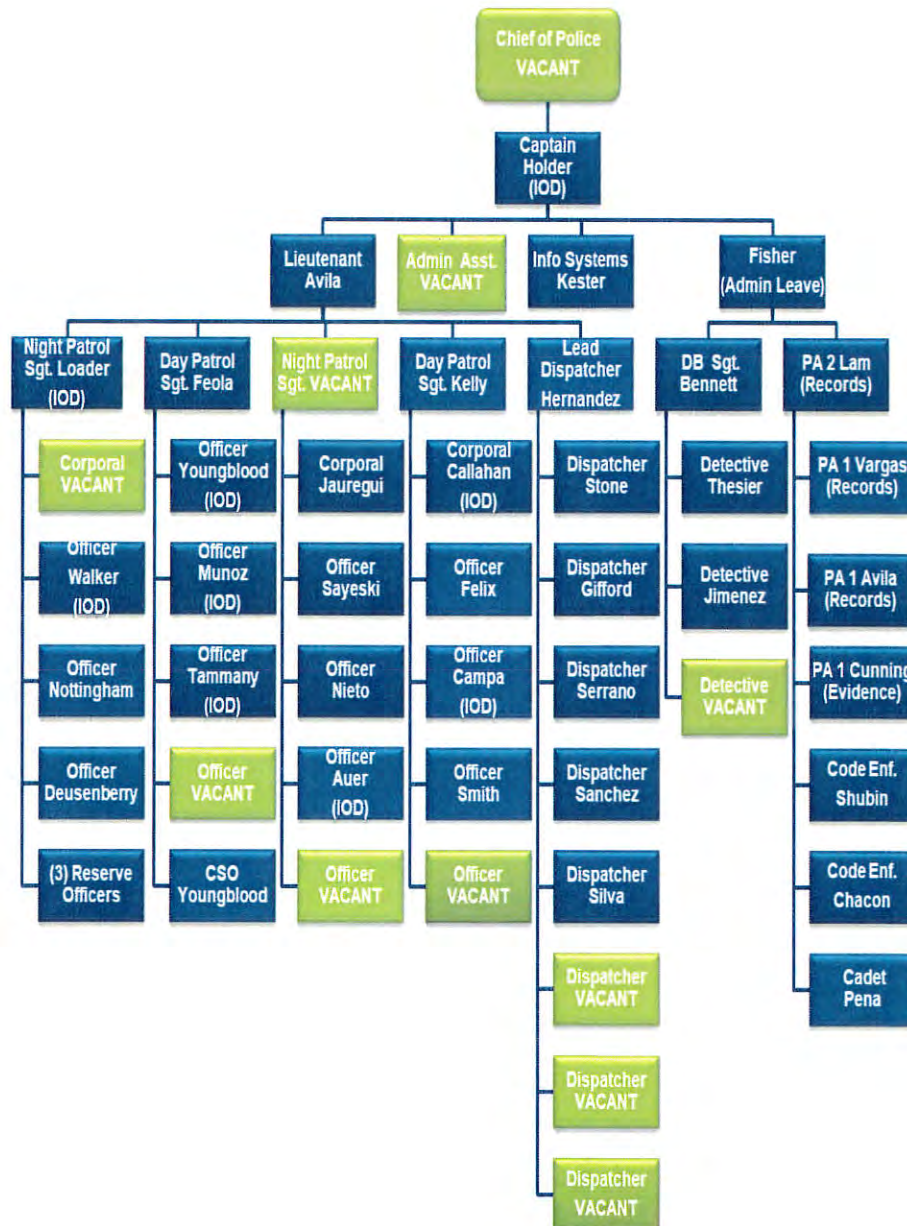 Chief of Police
VACANT
Captain
Holder
(IOD)
Lieutenant
Avila
Admin Asst.
VACANT
Info Systems
Kester
Fisher
(Admin Leave)
Night Patrol
Sgt. Loader
(IOD)
Day Patrol
Sgt. Feola
Night Patrol
Sgt. VACANT
Day Patrol
Sgt. Kelly
Lead
Dispatcher
Hernandez
DB Sgt.
Bennett
PA 2 Lam
(Records)
Corporal
VACANT
Officer
Walker
(IOD)
Officer
Nottingham
Officer
Deusenberry
(3) Reserve
Officers
Officer
Youngblood
(IOD)
Officer
Munoz
(IOD)
Officer
Tammany
(IOD)
Officer
VACANT
CSO
Youngblood
Corporal
Jauregui
Officer
Sayeski
Officer
Nieto
Officer
Auer
(IOD)
Officer
VACANT
Corporal
Callahan
(IOD)
Officer
Felix
Officer
Campa
(IOD)
Officer
Smith
Officer
VACANT
Dispatcher
Stone
Dispatcher
Gifford
Dispatcher
Serrano
Dispatcher
Sanchez
Dispatcher
Silva
Dispatcher
VACANT
Dispatcher
VACANT
Dispatcher
VACANT
Detective
Thesier
Detective
Jimenez
Detective
VACANT
PA 1 Vargas
(Records)
PA 1 Avila
(Records)
PA 1 Cunning
(Evidence)
Code Enf.
Shubin
Code Enf.
Chacon
Cadet
Pena